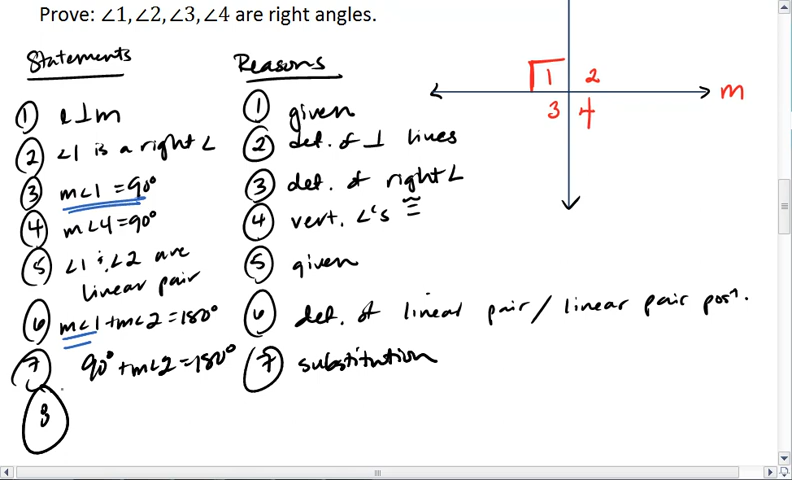 Prove: ∠1, ∠2, ∠3, ∠4 are right angles.
Statements
Reasons
① l⊥m
① given
② ∠1 is a right ∠
② def. of ⊥ lines
③ m∠1 = 90°
③ def. of right ∠
④ m∠4 = 90°
④ vert. ∠'s ≅
⑤ ∠1 & ∠2 are
linear pair
⑤ given
⑥ m∠1 + m∠2 = 180°
⑥ def. of linear pair / linear pair post.
⑦ 90° + m∠2 = 180°
⑦ substitution
⑧
1 2
3 4
m